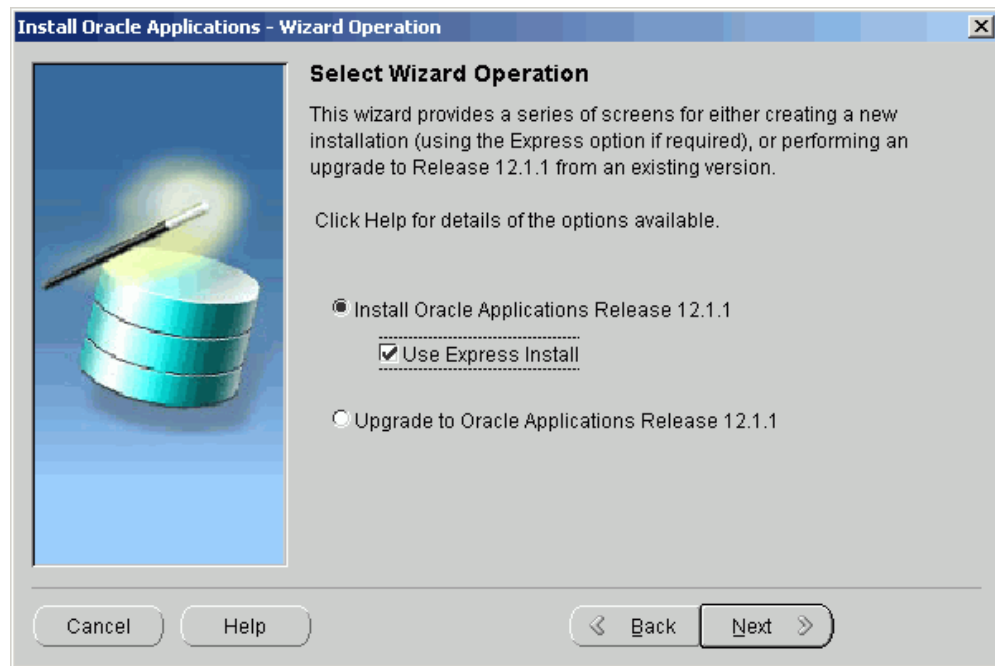 Install Oracle Applications - Wizard Operation
Select Wizard Operation
This wizard provides a series of screens for either creating a new
installation (using the Express option if required), or performing an
upgrade to Release 12.1.1 from an existing version.
Click Help for details of the options available.
Install Oracle Applications Release 12.1.1
Use Express Install
Upgrade to Oracle Applications Release 12.1.1
Cancel Help Back Next